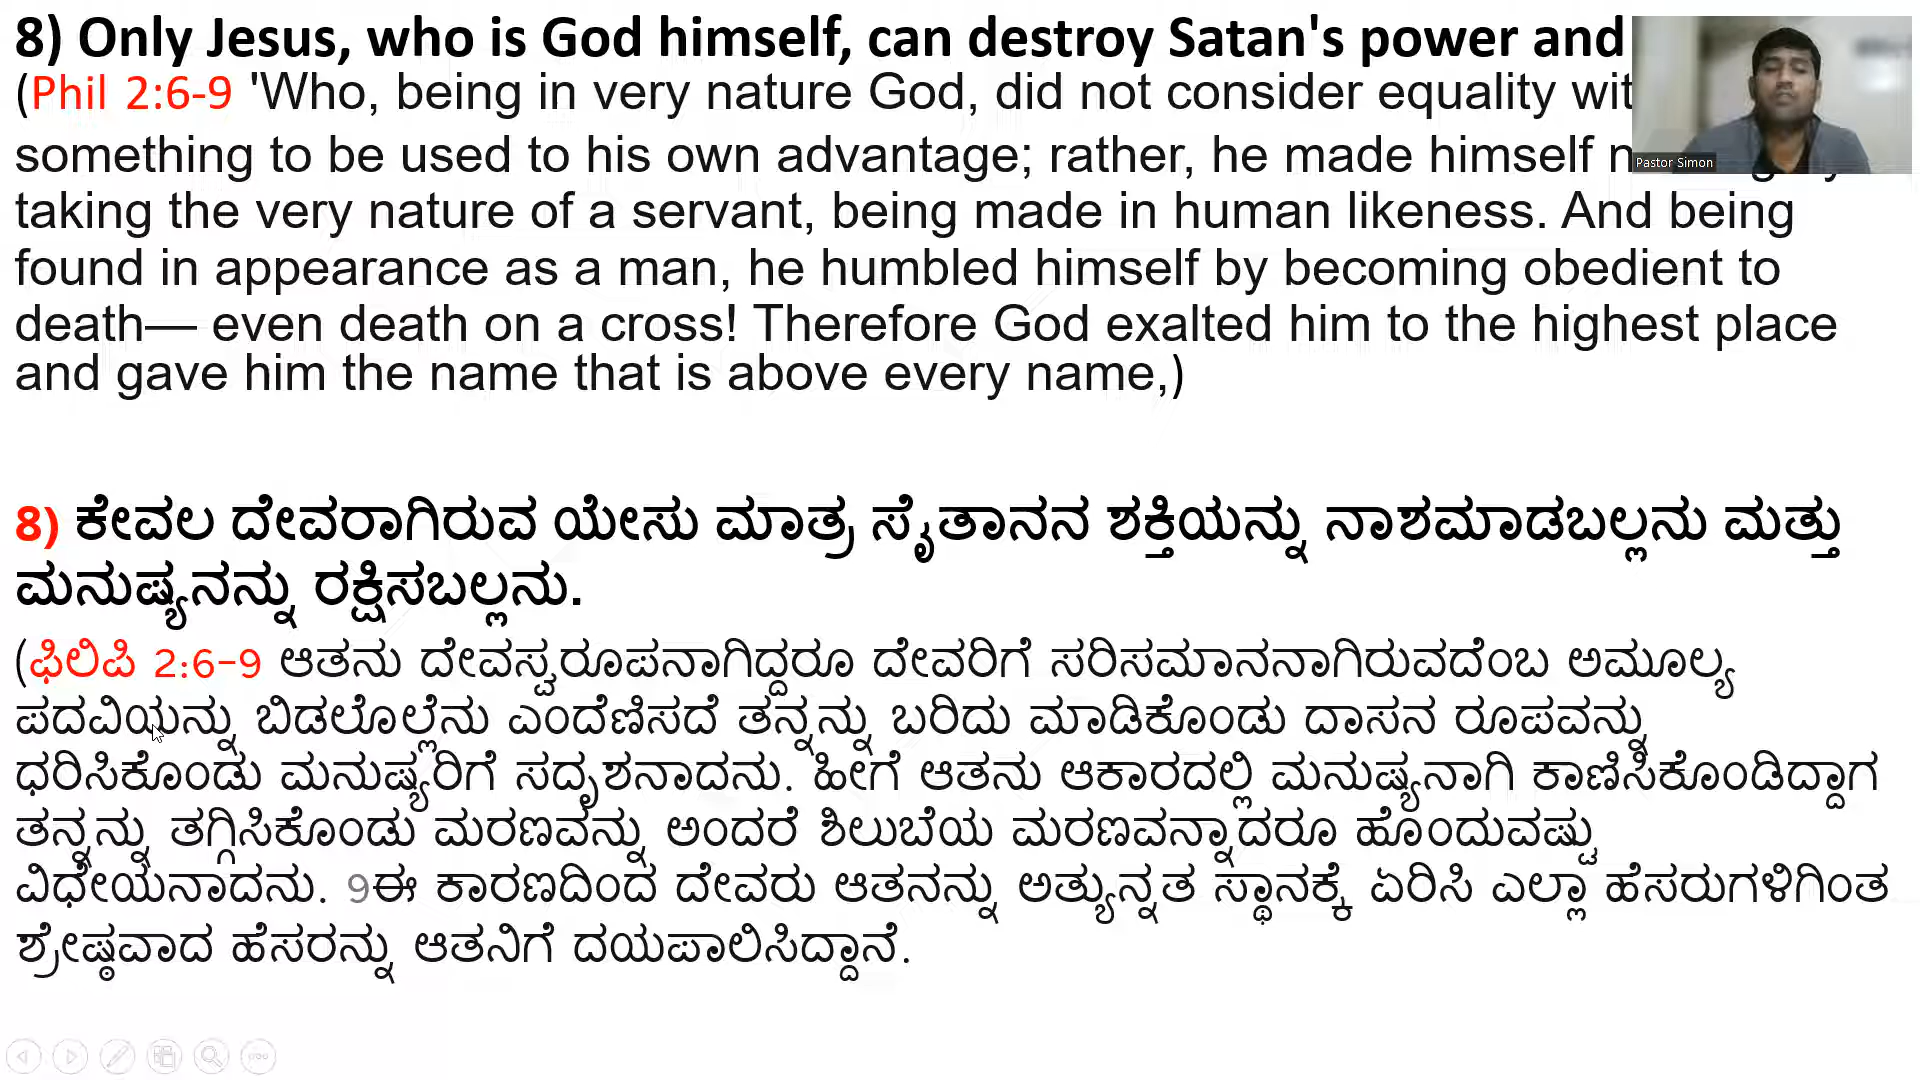 8) Only Jesus, who is God himself, can destroy Satan's power and
(Phil 2:6-9 'Who, being in very nature God, did not consider equality
something to be used to his own advantage; rather, he made himself
taking the very nature of a servant, being made in human likeness. And being
found in appearance as a man, he humbled himself by becoming obedient to
death— even death on a cross! Therefore God exalted him to the highest place
and gave him the name that is above every name,)
Pastor Simon
8) ಕೇವಲ ದೇವರಾಗಿರುವ ಯೇಸು ಮಾತ್ರ ಸೈತಾನನ ಶಕ್ತಿಯನ್ನು ನಾಶಮಾಡಬಲ್ಲನು ಮತ್ತು
ಮನುಷ್ಯನನ್ನು ರಕ್ಷಿಸಬಲ್ಲನು.
(ಫಿಲಿಪಿ 2:6-9 ಆತನು ದೇವಸ್ವರೂಪನಾಗಿದ್ದರೂ ದೇವರಿಗೆ ಸರಿಸಮಾನನಾಗಿರುವದೆಂಬ ಅಮೂಲ್ಯ
ಪದವಿಯನ್ನು ಬಿಡಲೊಲ್ಲೆನು ಎಂದೆಣಿಸದೆ ತನ್ನನ್ನು ಬರಿದು ಮಾಡಿಕೊಂಡು ದಾಸನ ರೂಪವನ್ನು
ಧರಿಸಿಕೊಂಡು ಮನುಷ್ಯರಿಗೆ ಸದೃಶನಾದನು. ಹೀಗೆ ಆತನು ಆಕಾರದಲ್ಲಿ ಮನುಷ್ಯನಾಗಿ ಕಾಣಿಸಿಕೊಂಡಿದ್ದಾಗ
ತನ್ನನ್ನು ತಗ್ಗಿಸಿಕೊಂಡು ಮರಣವನ್ನು ಅಂದರೆ ಶಿಲುಬೆಯ ಮರಣವನ್ನಾದರೂ ಹೊಂದುವಷ್ಟು
ವಿಧೇಯನಾದನು. 9ಈ ಕಾರಣದಿಂದ ದೇವರು ಆತನನ್ನು ಅತ್ಯುನ್ನತ ಸ್ಥಾನಕ್ಕೆ ಏರಿಸಿ ಎಲ್ಲಾ ಹೆಸರುಗಳಿಗಿಂತ
ಶ್ರೇಷ್ಠವಾದ ಹೆಸರನ್ನು ಆತನಿಗೆ ದಯಪಾಲಿಸಿದ್ದಾನೆ.